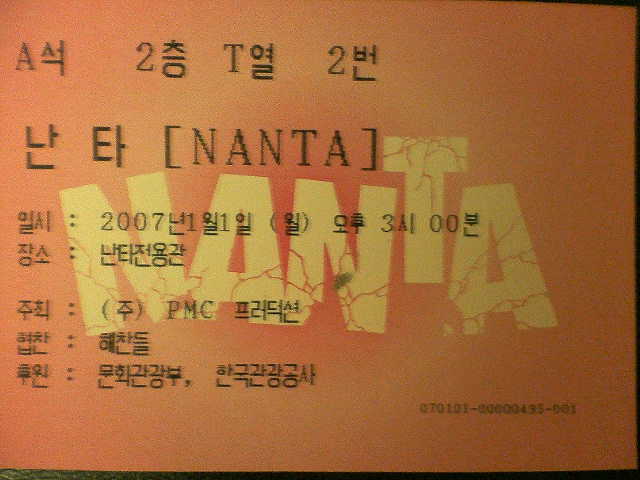 A석 2층 T열 2번
난 타 [NANTA]
NANTA
일시 : 2007년1월1일 (월) 오후 3시 00분
장소 : 난타전용관
주최 : (주) PMC 프러덕션
협찬 : 해찬들
후원 : 문화관광부, 한국관광공사
070101-00000495-001